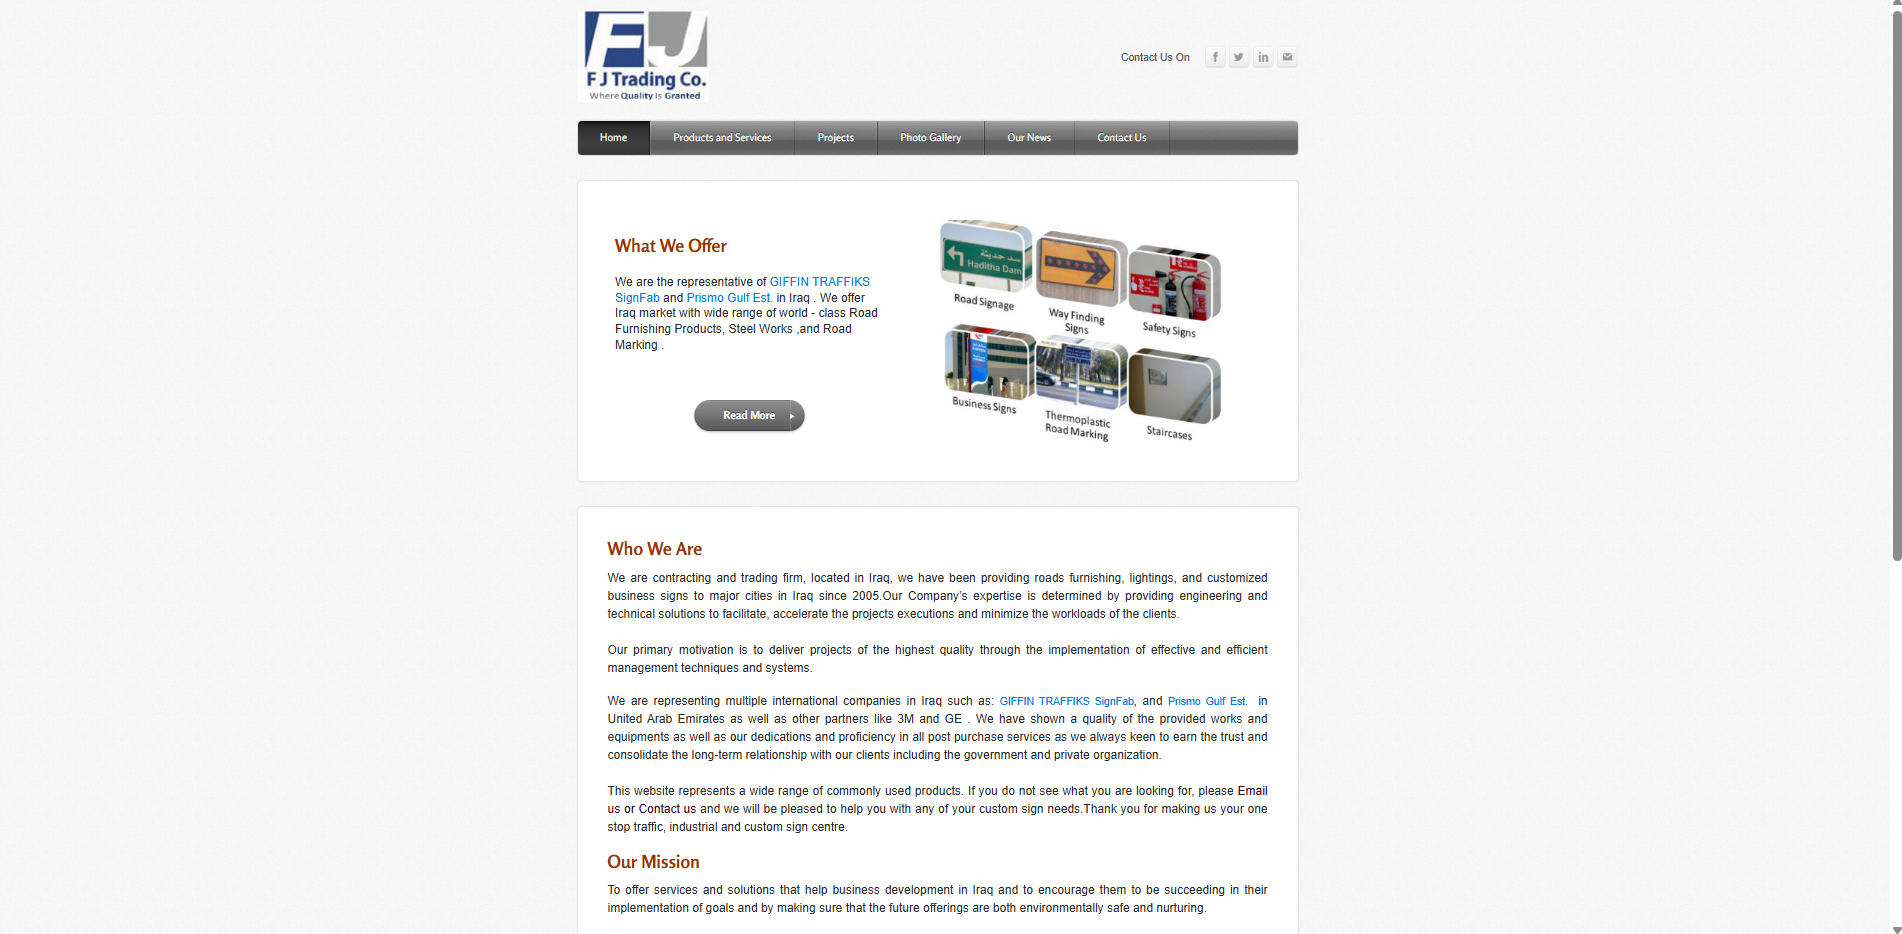 FJ
F J Trading Co.
Where Quality Is Granted
Contact Us On
Home
Products and Services
Projects
Photo Gallery
Our News
Contact Us
What We Offer
We are the representative of GIFFIN TRAFFIKS
SignFab and Prismo Gulf Est. in Iraq . We offer
Iraq market with wide range of world - class Road
Furnishing Products, Steel Works ,and Road
Marking .
Read More
سد حديثة
Haditha Dam
Road Signage
Way Finding
Signs
Safety Signs
Business Signs
Thermoplastic
Road Marking
Staircases
Who We Are
We are contracting and trading firm, located in Iraq, we have been providing roads furnishing, lightings, and customized
business signs to major cities in Iraq since 2005.Our Company's expertise is determined by providing engineering and
technical solutions to facilitate, accelerate the projects executions and minimize the workloads of the clients.
Our primary motivation is to deliver projects of the highest quality through the implementation of effective and efficient
management techniques and systems.
We are representing multiple international companies in Iraq such as: GIFFIN TRAFFIKS SignFab, and Prismo Gulf Est. in
United Arab Emirates as well as other partners like 3M and GE . We have shown a quality of the provided works and
equipments as well as our dedications and proficiency in all post purchase services as we always keen to earn the trust and
consolidate the long-term relationship with our clients including the government and private organization.
This website represents a wide range of commonly used products. If you do not see what you are looking for, please Email
us or Contact us and we will be pleased to help you with any of your custom sign needs.Thank you for making us your one
stop traffic, industrial and custom sign centre.
Our Mission
To offer services and solutions that help business development in Iraq and to encourage them to be succeeding in their
implementation of goals and by making sure that the future offerings are both environmentally safe and nurturing.